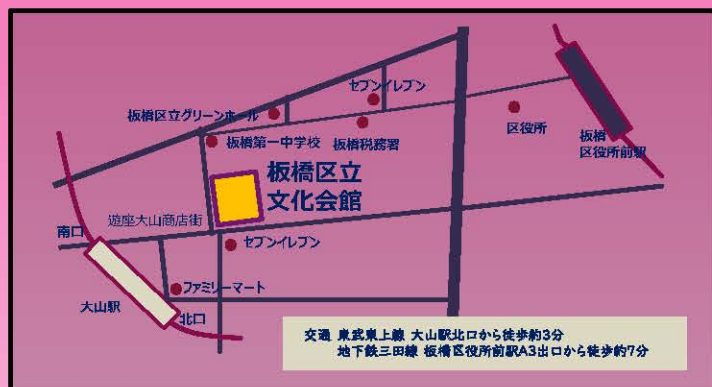 セブンイレブン
板橋区立グリーンホール
区役所
板橋
区役所前駅
板橋第一中学校
板橋税務署
板橋区立
文化会館
遊座大山商店街
南口
セブンイレブン
ファミリーマート
大山駅
北口
交通 東武東上線 大山駅北口から徒歩約3分
地下鉄三田線 板橋区役所前駅A3出口から徒歩約7分